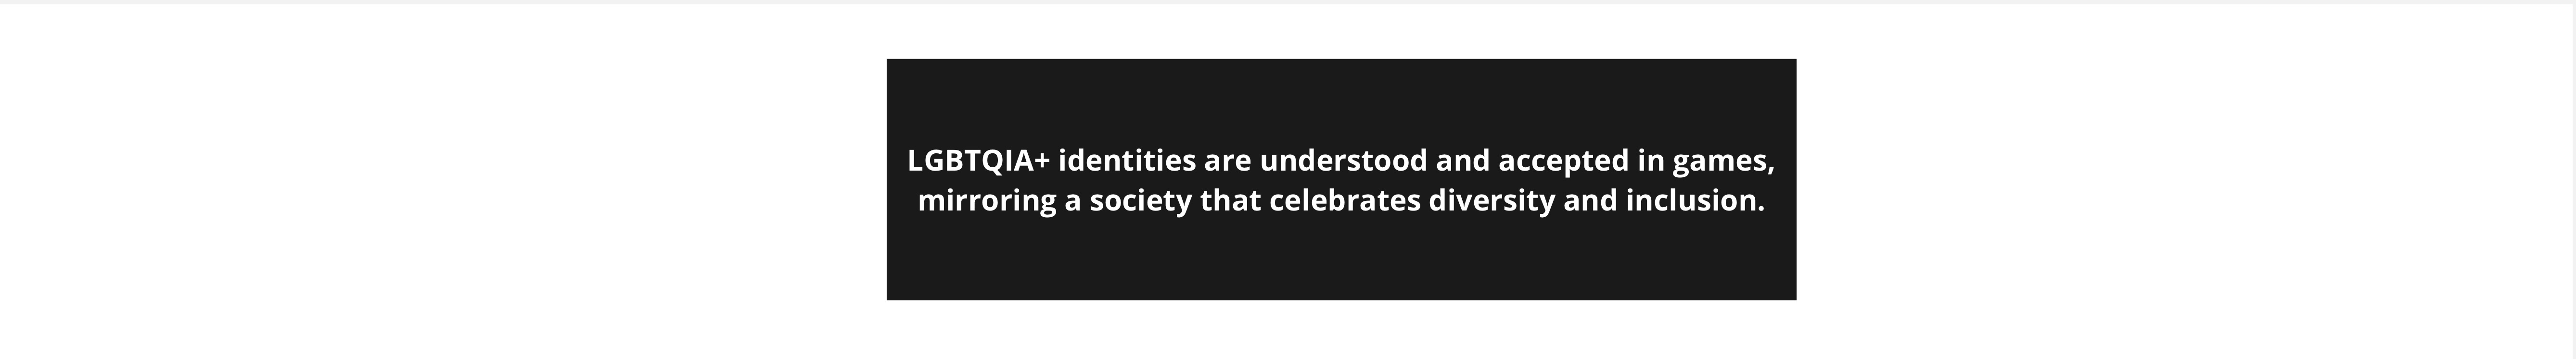 LGBTQIA+ identities are understood and accepted in games,
mirroring a society that celebrates diversity and inclusion.